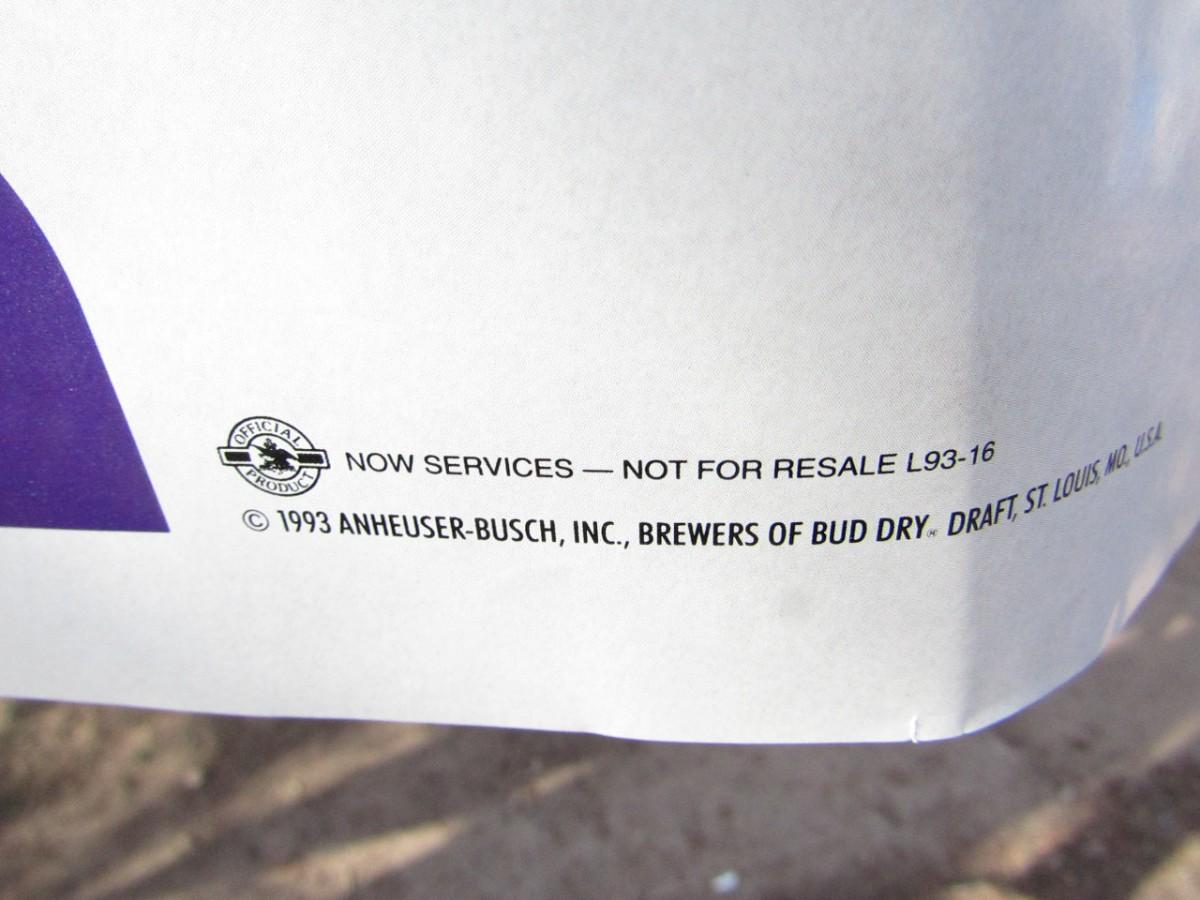 OFFICIAL
PRODUCT
NOW SERVICES — NOT FOR RESALE L93-16
© 1993 ANHEUSER-BUSCH, INC., BREWERS OF BUD DRY® DRAFT, ST. LOUIS, MO., U.S.A.